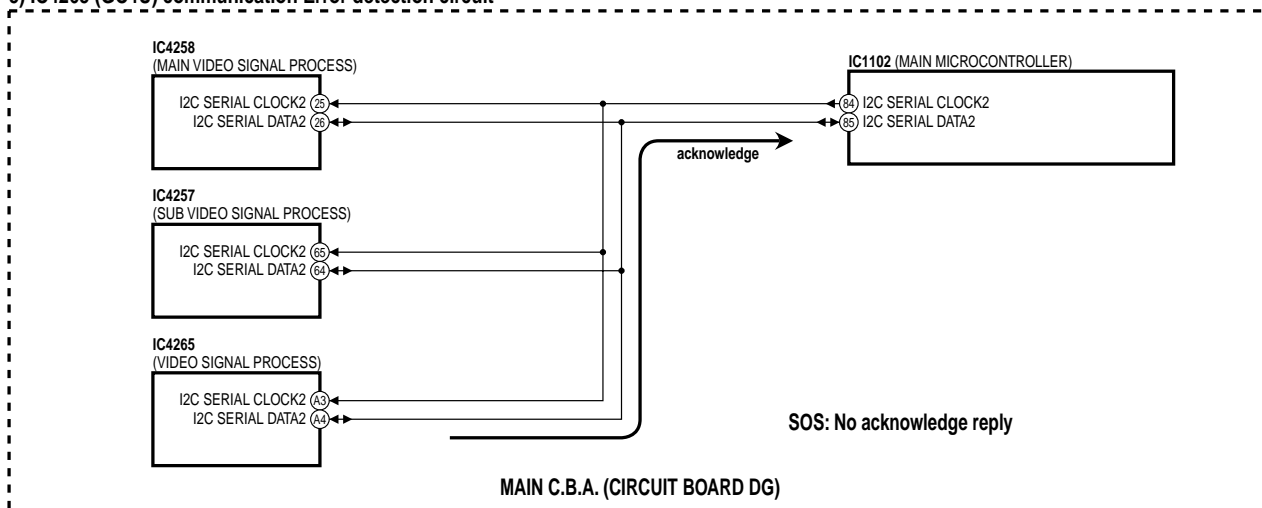 IC4258
(MAIN VIDEO SIGNAL PROCESS)
I2C SERIAL CLOCK2 25
I2C SERIAL DATA2 26
IC1102 (MAIN MICROCONTROLLER)
84 I2C SERIAL CLOCK2
85 I2C SERIAL DATA2
acknowledge
IC4257
(SUB VIDEO SIGNAL PROCESS)
I2C SERIAL CLOCK2 65
I2C SERIAL DATA2 64
IC4265
(VIDEO SIGNAL PROCESS)
I2C SERIAL CLOCK2 A3
I2C SERIAL DATA2 A4
SOS: No acknowledge reply
MAIN C.B.A. (CIRCUIT BOARD DG)